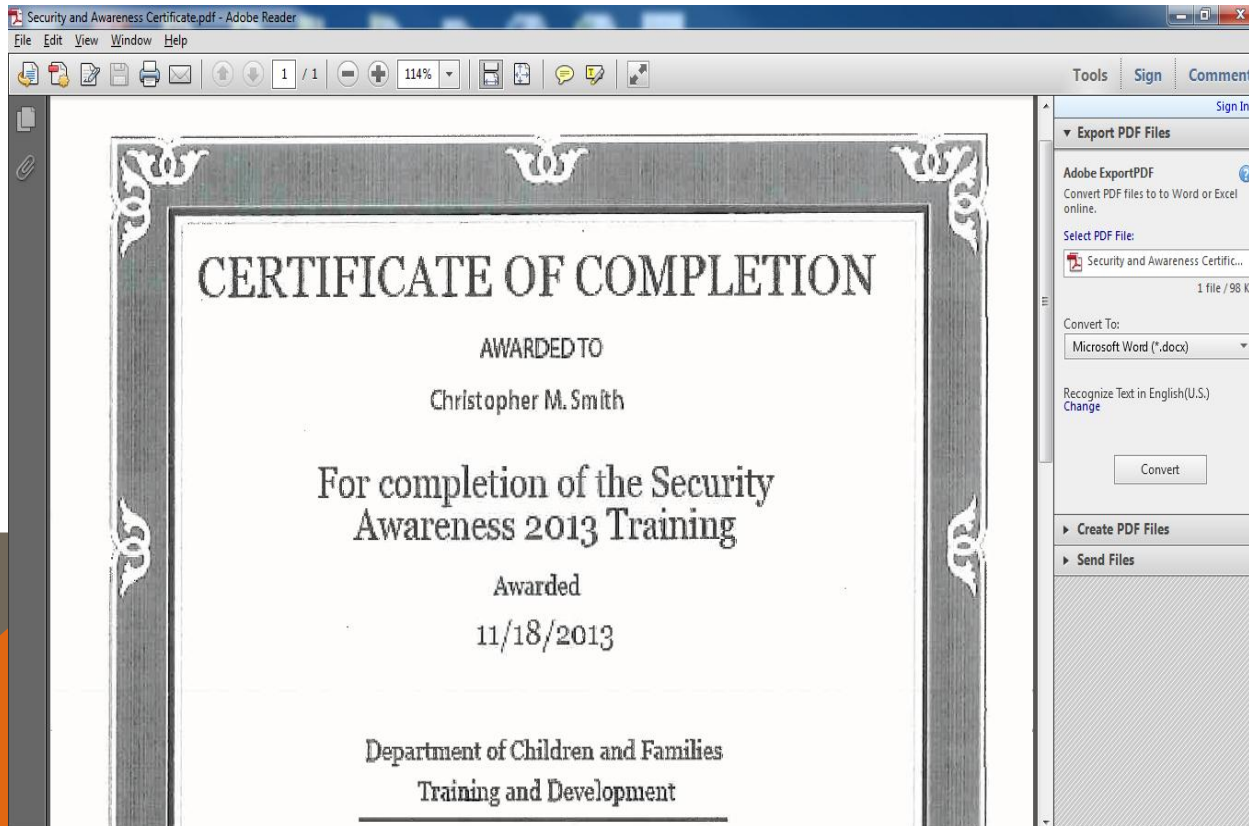 Security and Awareness Certificate.pdf - Adobe Reader
File Edit View Window Help
1 / 1 114% Tools Sign Comment
Sign In
Export PDF Files
Adobe ExportPDF
Convert PDF files to to Word or Excel
online.
Select PDF File:
Security and Awareness Certific...
1 file / 98 K
Convert To:
Microsoft Word (*.docx)
Recognize Text in English(U.S.)
Change
Convert
Create PDF Files
Send Files
CERTIFICATE OF COMPLETION
AWARDED TO
Christopher M. Smith
For completion of the Security
Awareness 2013 Training
Awarded
11/18/2013
Department of Children and Families
Training and Development